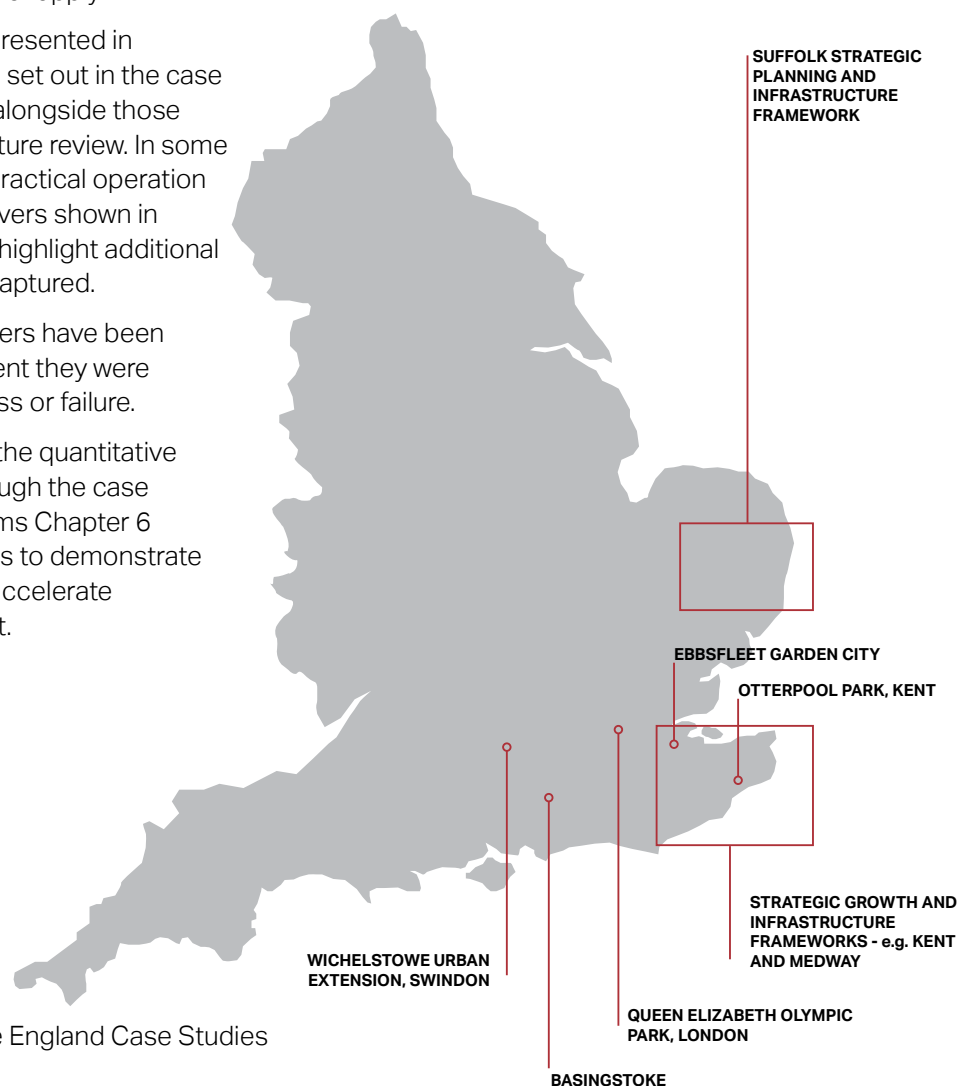 resented in
set out in the case
alongside those
ture review. In some
ractical operation
vers shown in
highlight additional
aptured.
ers have been
ent they were
ss or failure.
the quantitative
ugh the case
ms Chapter 6
s to demonstrate
ccelerate
t.
SUFFOLK STRATEGIC
PLANNING AND
INFRASTRUCTURE
FRAMEWORK
EBBSFLEET GARDEN CITY
OTTERPOOL PARK, KENT
STRATEGIC GROWTH AND
INFRASTRUCTURE
FRAMEWORKS - e.g. KENT
AND MEDWAY
WICHELSTOWE URBAN
EXTENSION, SWINDON
QUEEN ELIZABETH OLYMPIC
PARK, LONDON
BASINGSTOKE
e England Case Studies